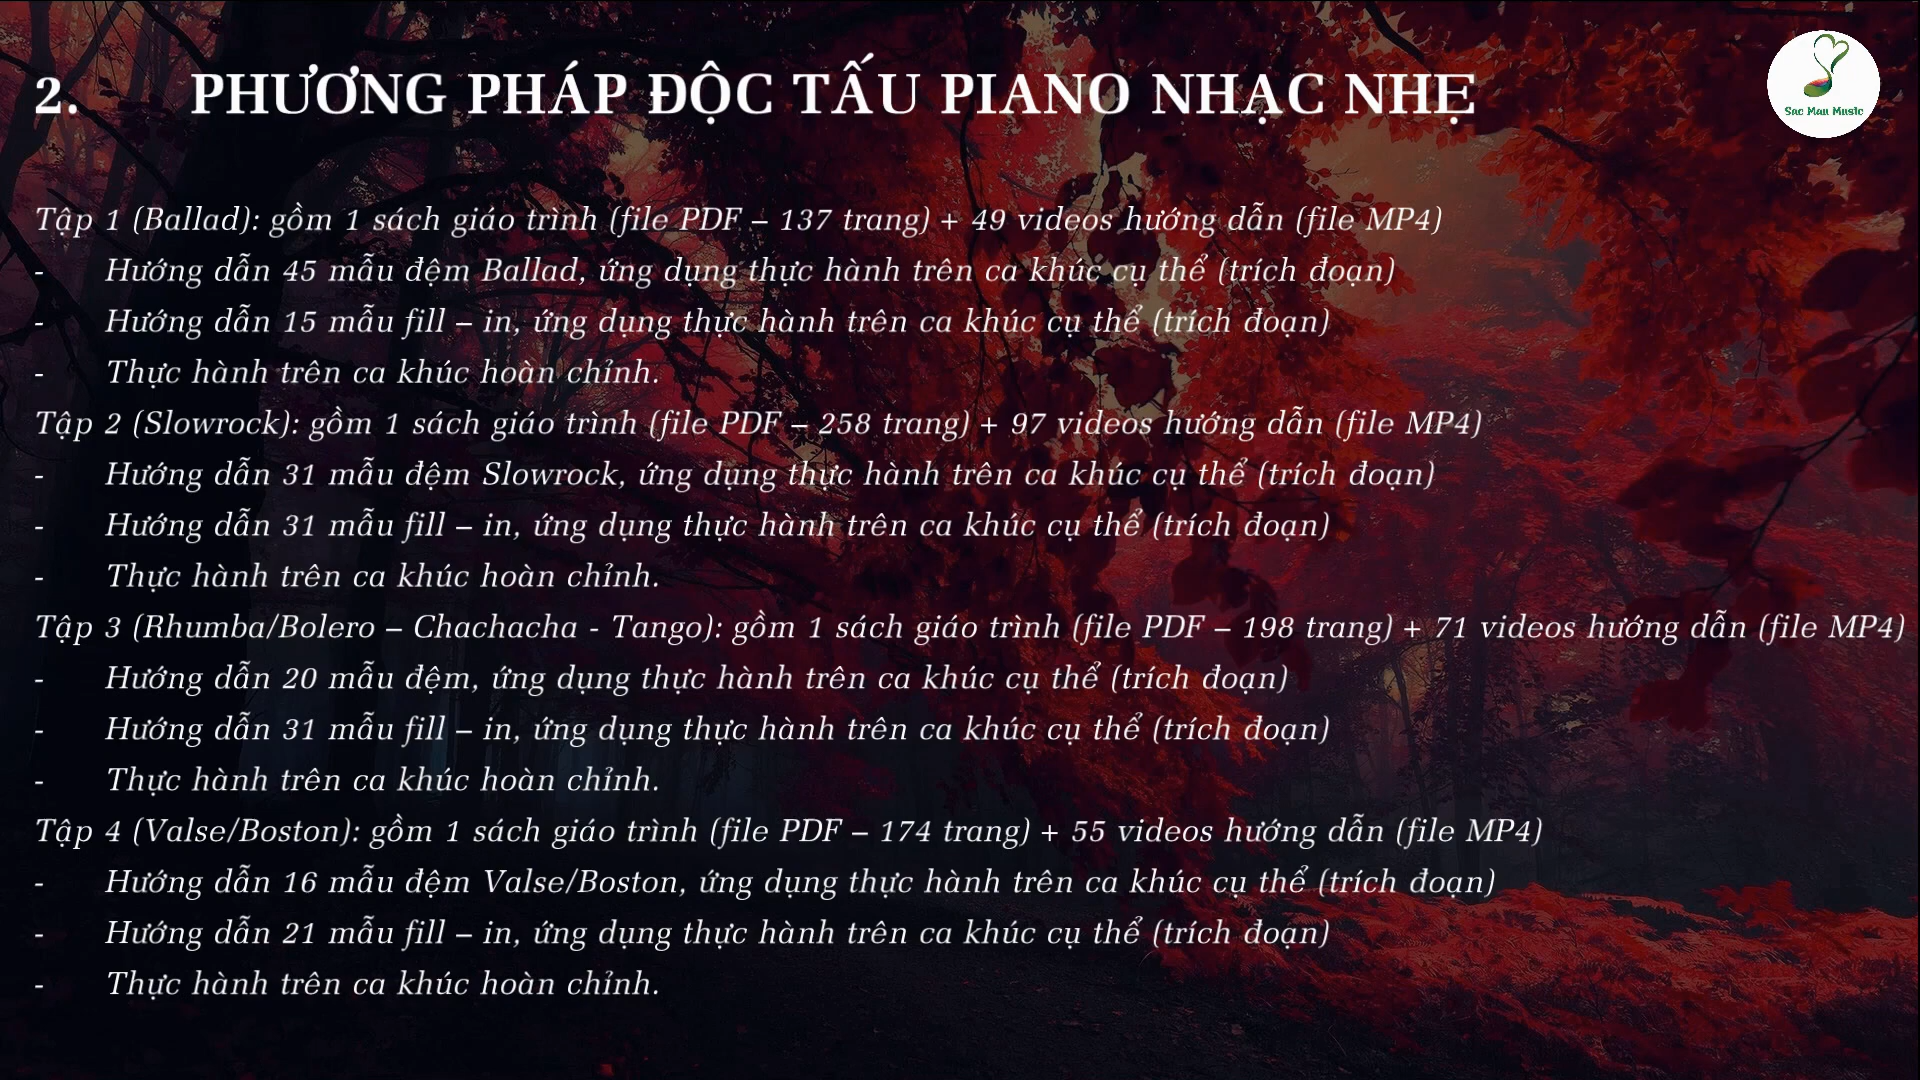 2. PHƯƠNG PHÁP ĐỘC TẤU PIANO NHẠC NHẸ
Sac Mau Music
Tập 1 (Ballad): gồm 1 sách giáo trình (file PDF – 137 trang) + 49 videos hướng dẫn (file MP4)
- Hướng dẫn 45 mẫu đệm Ballad, ứng dụng thực hành trên ca khúc cụ thể (trích đoạn)
- Hướng dẫn 15 mẫu fill – in, ứng dụng thực hành trên ca khúc cụ thể (trích đoạn)
- Thực hành trên ca khúc hoàn chỉnh.
Tập 2 (Slowrock): gồm 1 sách giáo trình (file PDF – 258 trang) + 97 videos hướng dẫn (file MP4)
- Hướng dẫn 31 mẫu đệm Slowrock, ứng dụng thực hành trên ca khúc cụ thể (trích đoạn)
- Hướng dẫn 31 mẫu fill – in, ứng dụng thực hành trên ca khúc cụ thể (trích đoạn)
- Thực hành trên ca khúc hoàn chỉnh.
Tập 3 (Rhumba/Bolero – Chachacha - Tango): gồm 1 sách giáo trình (file PDF – 198 trang) + 71 videos hướng dẫn (file MP4)
- Hướng dẫn 20 mẫu đệm, ứng dụng thực hành trên ca khúc cụ thể (trích đoạn)
- Hướng dẫn 31 mẫu fill – in, ứng dụng thực hành trên ca khúc cụ thể (trích đoạn)
- Thực hành trên ca khúc hoàn chỉnh.
Tập 4 (Valse/Boston): gồm 1 sách giáo trình (file PDF – 174 trang) + 55 videos hướng dẫn (file MP4)
- Hướng dẫn 16 mẫu đệm Valse/Boston, ứng dụng thực hành trên ca khúc cụ thể (trích đoạn)
- Hướng dẫn 21 mẫu fill – in, ứng dụng thực hành trên ca khúc cụ thể (trích đoạn)
- Thực hành trên ca khúc hoàn chỉnh.